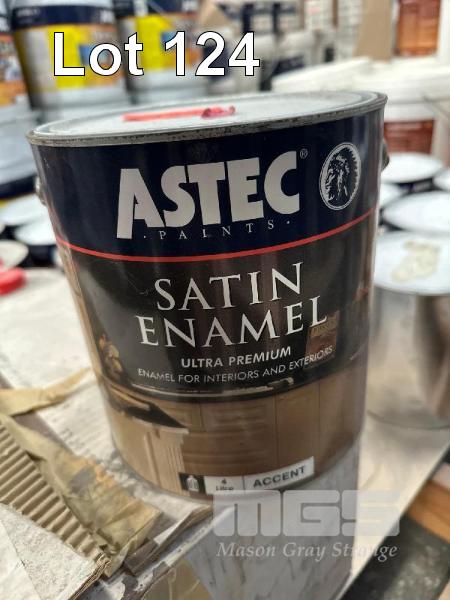 Lot 124
ASTEC®
· PAINTS ·
SATIN
ENAMEL
ULTRA PREMIUM
ENAMEL FOR INTERIORS AND EXTERIORS
4
Litre
ACCENT
MGS
Mason Gray Strange